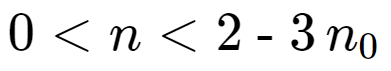 0 < n < 2 - 3 n₀